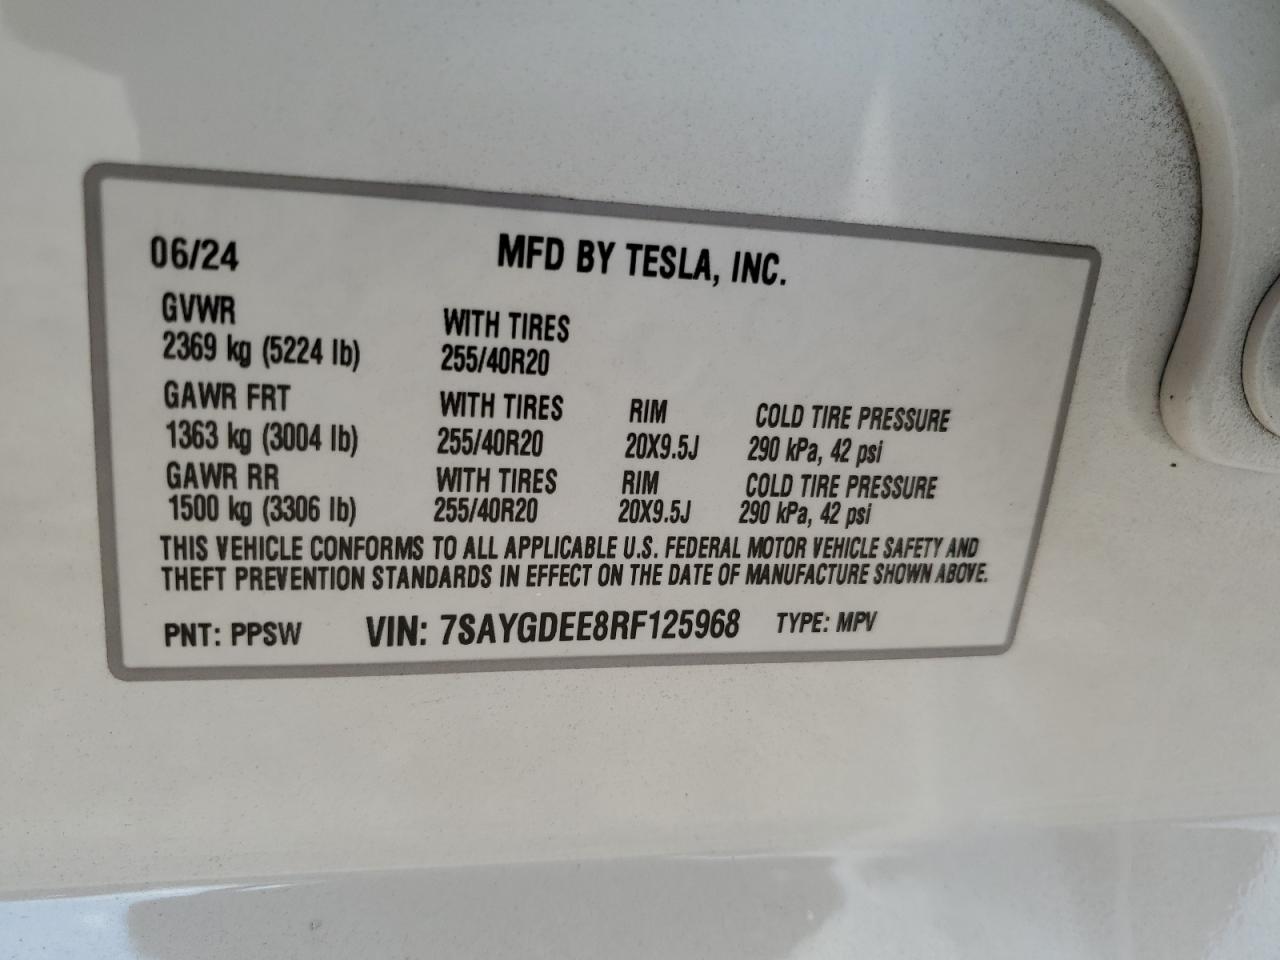 06/24 MFD BY TESLA, INC.
GVWR WITH TIRES
2369 kg (5224 lb) 255/40R20
GAWR FRT WITH TIRES RIM COLD TIRE PRESSURE
1363 kg (3004 lb) 255/40R20 20X9.5J 290 kPa, 42 psi
GAWR RR WITH TIRES RIM COLD TIRE PRESSURE
1500 kg (3306 lb) 255/40R20 20X9.5J 290 kPa, 42 psi
THIS VEHICLE CONFORMS TO ALL APPLICABLE U.S. FEDERAL MOTOR VEHICLE SAFETY AND
THEFT PREVENTION STANDARDS IN EFFECT ON THE DATE OF MANUFACTURE SHOWN ABOVE.
PNT: PPSW VIN: 7SAYGDEE8RF125968 TYPE: MPV